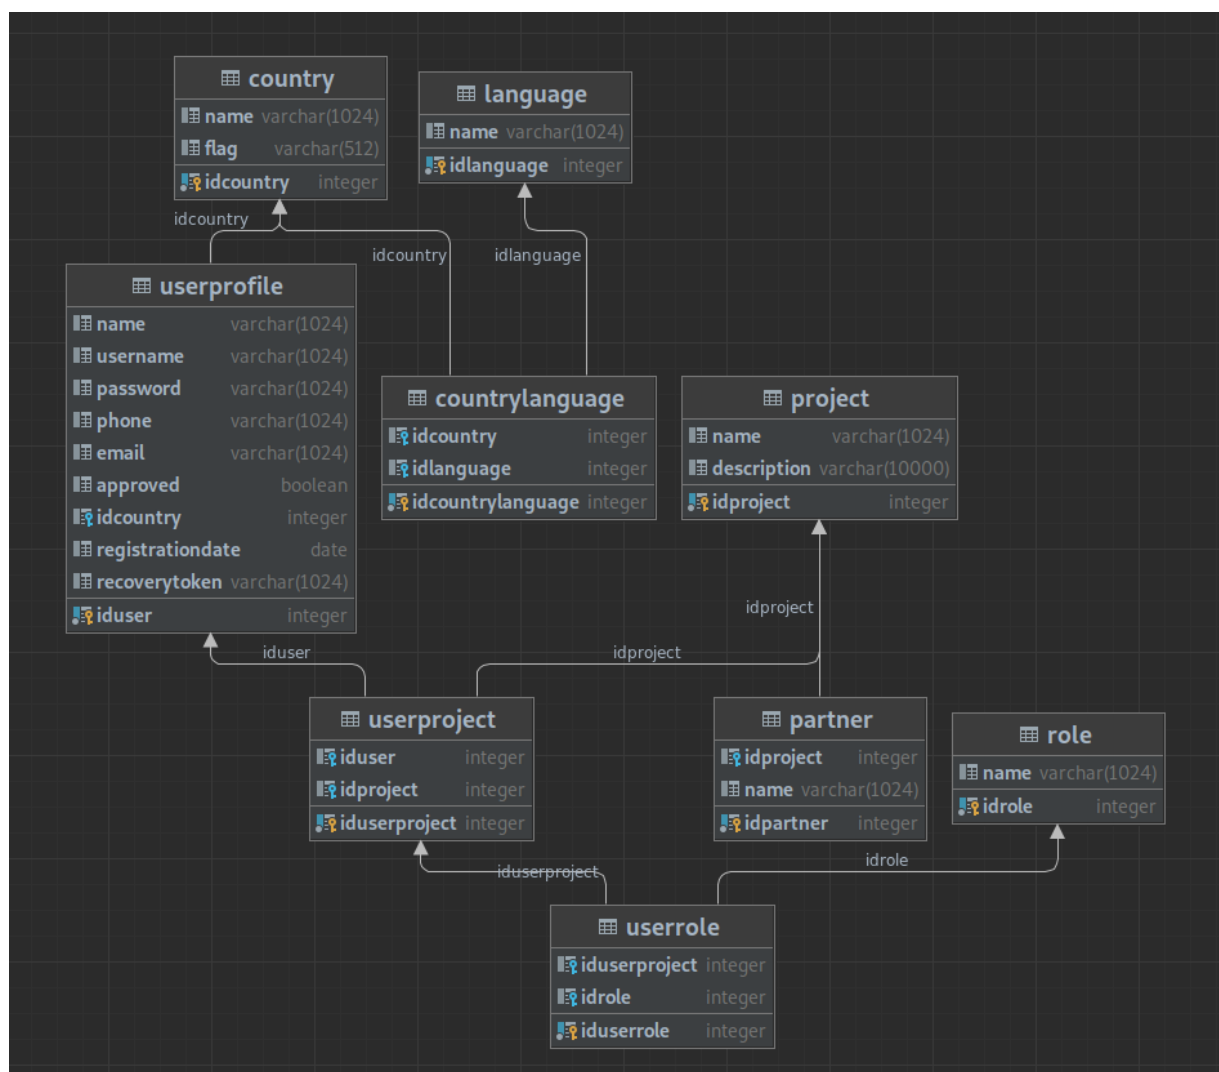 country
name varchar(1024)
flag varchar(512)
idcountry integer
language
name varchar(1024)
idlanguage integer
idcountry
idcountry
idlanguage
userprofile
name varchar(1024)
username varchar(1024)
password varchar(1024)
phone varchar(1024)
email varchar(1024)
approved boolean
idcountry integer
registrationdate date
recoverytoken varchar(1024)
iduser integer
countrylanguage
idcountry integer
idlanguage integer
idcountrylanguage integer
project
name varchar(1024)
description varchar(10000)
idproject integer
idproject
iduser
idproject
userproject
iduser integer
idproject integer
iduserproject integer
partner
idproject integer
name varchar(1024)
idpartner integer
role
name varchar(1024)
idrole integer
iduserproject
idrole
userrole
iduserproject integer
idrole integer
iduserrole integer